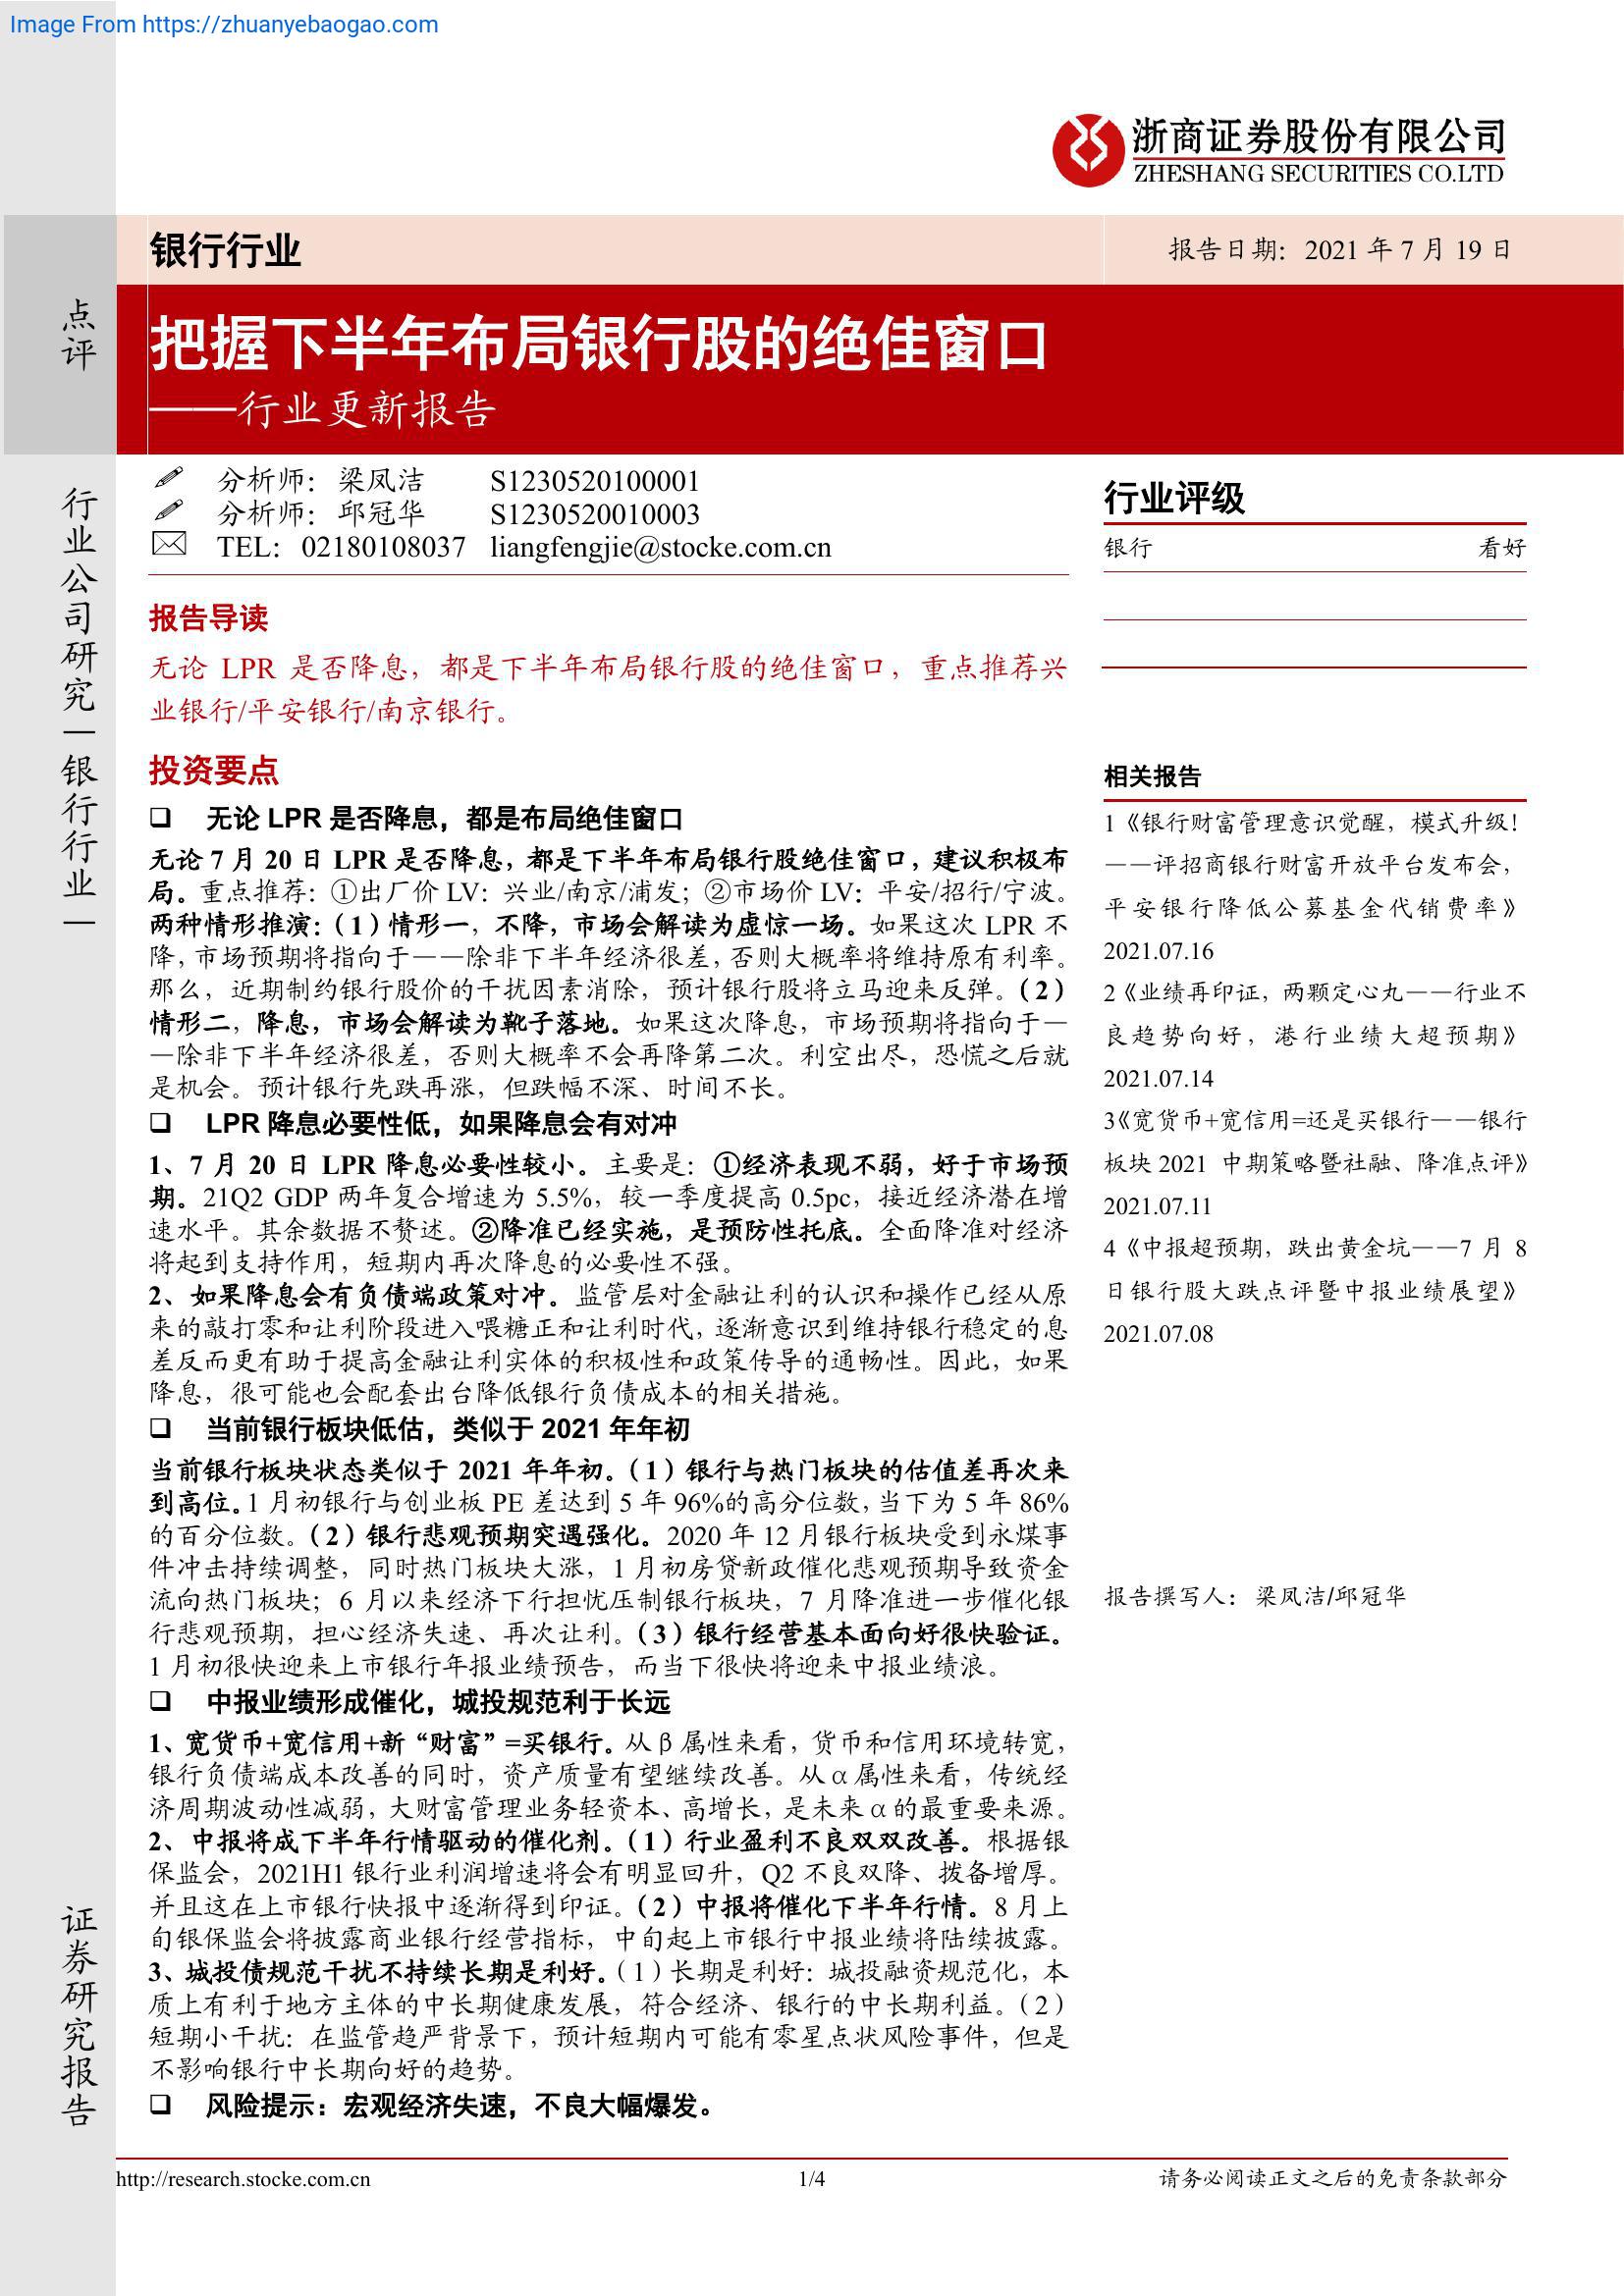 Image From https://zhuanyebaogao.com
浙商证券股份有限公司
ZHESHANG SECURITIES CO.LTD
银行行业
报告日期：2021 年 7 月 19 日
点评
把握下半年布局银行股的绝佳窗口
——行业更新报告
行业公司研究｜银行行业｜
分析师：梁凤洁 S1230520100001
分析师：邱冠华 S1230520010003
TEL：02180108037 liangfengjie@stocke.com.cn
报告导读
无论 LPR 是否降息，都是下半年布局银行股的绝佳窗口，重点推荐兴
业银行/平安银行/南京银行。
投资要点
❑ 无论 LPR 是否降息，都是布局绝佳窗口
无论 7 月 20 日 LPR 是否降息，都是下半年布局银行股绝佳窗口，建议积极布
局。重点推荐：①出厂价 LV：兴业/南京/浦发；②市场价 LV：平安/招行/宁波。
两种情形推演：（1）情形一，不降，市场会解读为虚惊一场。如果这次 LPR 不
降，市场预期将指向于——除非下半年经济很差，否则大概率将维持原有利率。
那么，近期制约银行股价的干扰因素消除，预计银行股将立马迎来反弹。（2）
情形二，降息，市场会解读为靴子落地。如果这次降息，市场预期将指向于—
—除非下半年经济很差，否则大概率不会再降第二次。利空出尽，恐慌之后就
是机会。预计银行先跌再涨，但跌幅不深、时间不长。
❑ LPR 降息必要性低，如果降息会有对冲
1、7 月 20 日 LPR 降息必要性较小。主要是：①经济表现不弱，好于市场预
期。21Q2 GDP 两年复合增速为 5.5%，较一季度提高 0.5pc，接近经济潜在增
速水平。其余数据不赘述。②降准已经实施，是预防性托底。全面降准对经济
将起到支持作用，短期内再次降息的必要性不强。
2、如果降息会有负债端政策对冲。监管层对金融让利的认识和操作已经从原
来的敲打零和让利阶段进入喂糖正和让利时代，逐渐意识到维持银行稳定的息
差反而更有助于提高金融让利实体的积极性和政策传导的通畅性。因此，如果
降息，很可能也会配套出台降低银行负债成本的相关措施。
❑ 当前银行板块低估，类似于 2021 年年初
当前银行板块状态类似于 2021 年年初。（1）银行与热门板块的估值差再次来
到高位。1 月初银行与创业板 PE 差达到 5 年 96%的高分位数，当下为 5 年 86%
的百分位数。（2）银行悲观预期突遇强化。2020 年 12 月银行板块受到永煤事
件冲击持续调整，同时热门板块大涨，1 月初房贷新政催化悲观预期导致资金
流向热门板块；6 月以来经济下行担忧压制银行板块，7 月降准进一步催化银
行悲观预期，担心经济失速、再次让利。（3）银行经营基本面向好很快验证。
1 月初很快迎来上市银行年报业绩预告，而当下很快将迎来中报业绩浪。
❑ 中报业绩形成催化，城投规范利于长远
1、宽货币+宽信用+新“财富”=买银行。从 β 属性来看，货币和信用环境转宽，
银行负债端成本改善的同时，资产质量有望继续改善。从 α 属性来看，传统经
济周期波动性减弱，大财富管理业务轻资本、高增长，是未来 α 的最重要来源。
2、中报将成下半年行情驱动的催化剂。（1）行业盈利不良双双改善。根据银
保监会，2021H1 银行业利润增速将会有明显回升，Q2 不良双降、拨备增厚。
并且这在上市银行快报中逐渐得到印证。（2）中报将催化下半年行情。8 月上
旬银保监会将披露商业银行经营指标，中旬起上市银行中报业绩将陆续披露。
3、城投债规范干扰不持续长期是利好。（1）长期是利好：城投融资规范化，本
质上有利于地方主体的中长期健康发展，符合经济、银行的中长期利益。（2）
短期小干扰：在监管趋严背景下，预计短期内可能有零星点状风险事件，但是
不影响银行中长期向好的趋势。
❑ 风险提示：宏观经济失速，不良大幅爆发。
行业评级
银行 看好
相关报告
1《银行财富管理意识觉醒，模式升级！
——评招商银行财富开放平台发布会，
平安银行降低公募基金代销费率》
2021.07.16
2《业绩再印证，两颗定心丸——行业不
良趋势向好，港行业绩大超预期》
2021.07.14
3《宽货币+宽信用=还是买银行——银行
板块 2021 中期策略暨社融、降准点评》
2021.07.11
4《中报超预期，跌出黄金坑——7 月 8
日银行股大跌点评暨中报业绩展望》
2021.07.08
报告撰写人：梁凤洁/邱冠华
证券研究报告
http://research.stocke.com.cn
1/4
请务必阅读正文之后的免责条款部分